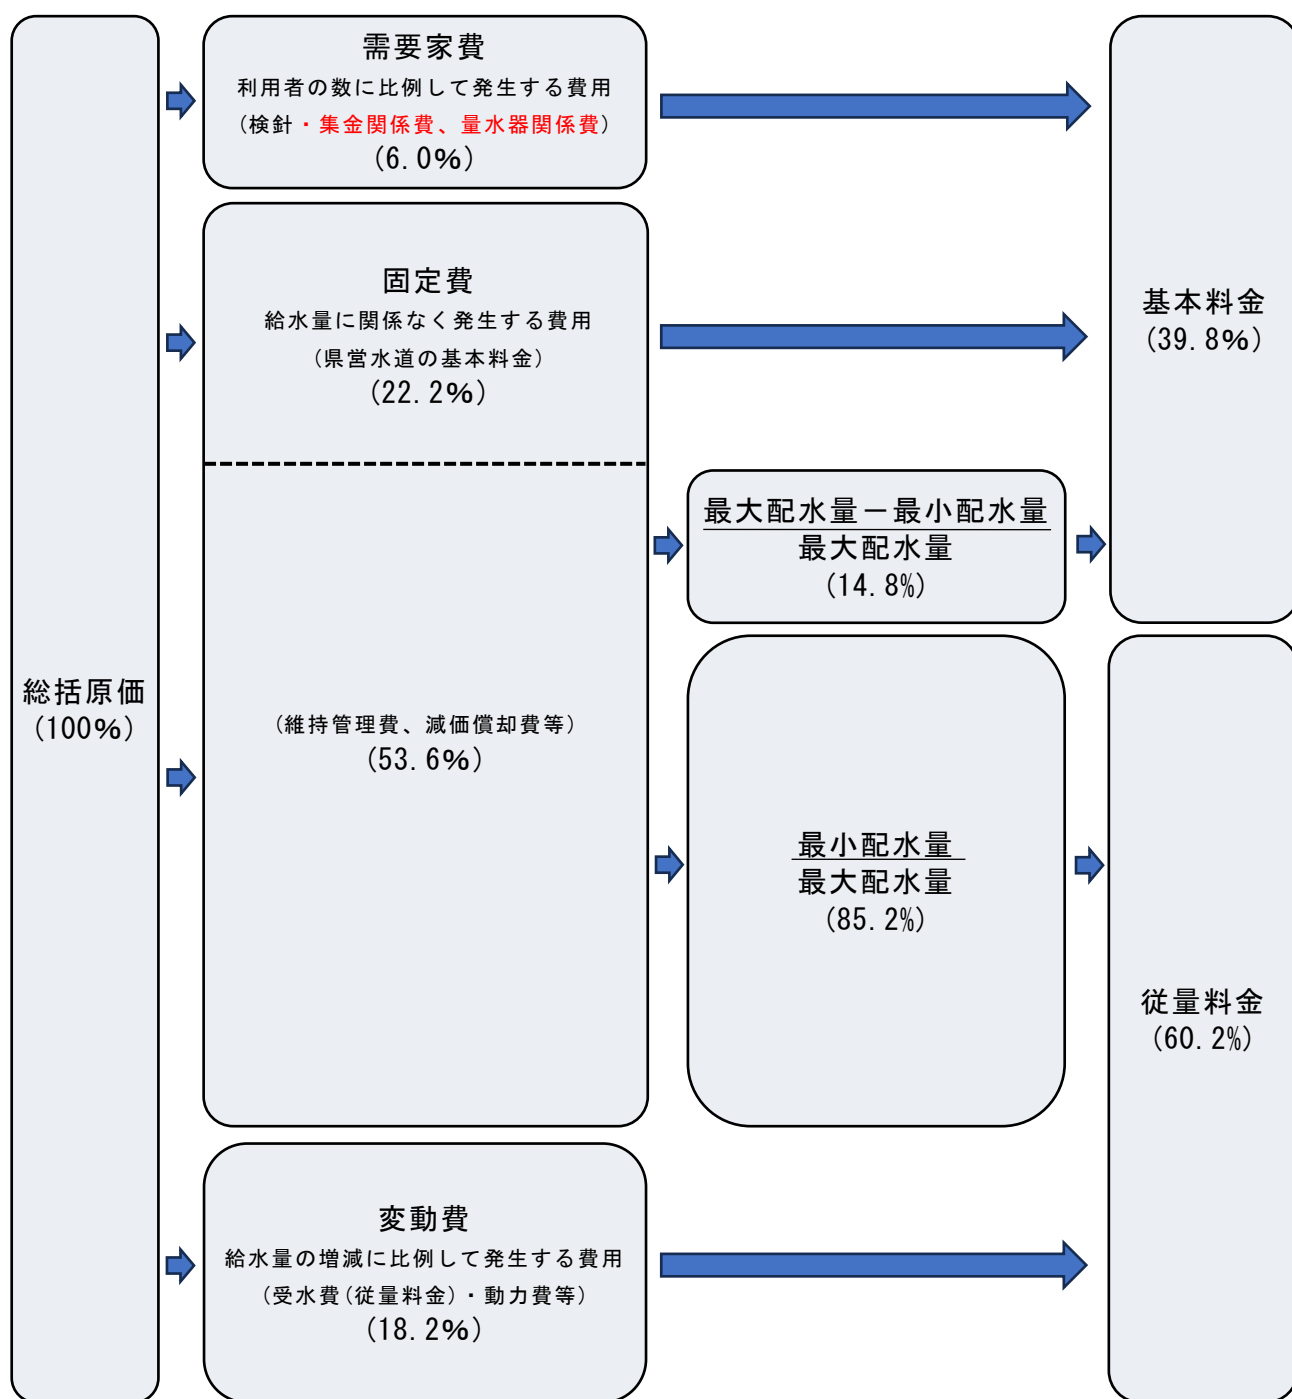 総括原価
(100%)
需要家費
利用者の数に比例して発生する費用
(検針・集金関係費、量水器関係費)
(6.0%)
固定費
給水量に関係なく発生する費用
(県営水道の基本料金)
(22.2%)
(維持管理費、減価償却費等)
(53.6%)
変動費
給水量の増減に比例して発生する費用
(受水費(従量料金)・動力費等)
(18.2%)
最大配水量－最小配水量
最大配水量
(14.8%)
最小配水量
最大配水量
(85.2%)
基本料金
(39.8%)
従量料金
(60.2%)